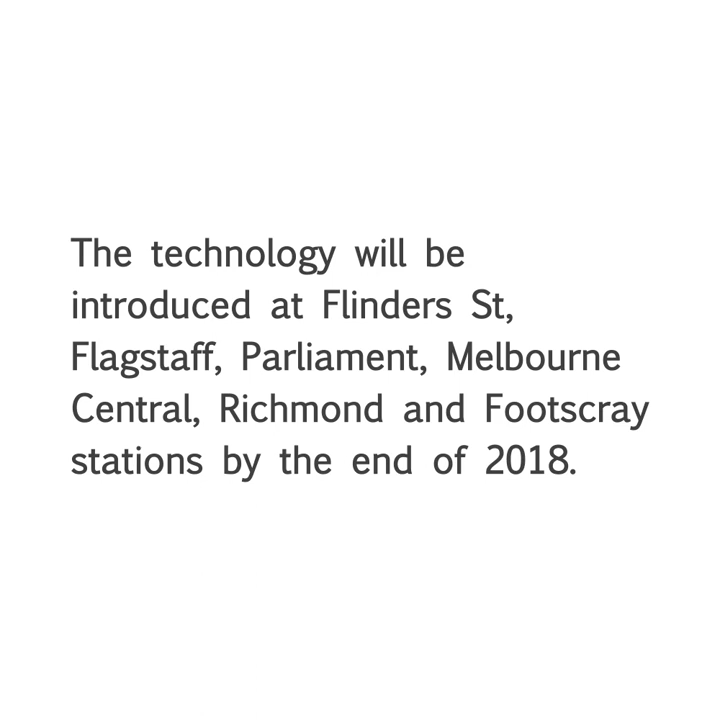 The technology will be
introduced at Flinders St,
Flagstaff, Parliament, Melbourne
Central, Richmond and Footscray
stations by the end of 2018.